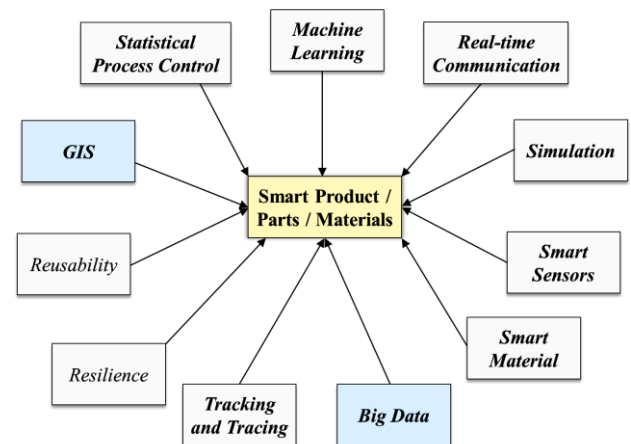 Statistical
Process Control
Machine
Learning
Real-time
Communication
GIS
Simulation
Smart Product /
Parts / Materials
Reusability
Smart
Sensors
Resilience
Smart
Material
Tracking
and Tracing
Big Data